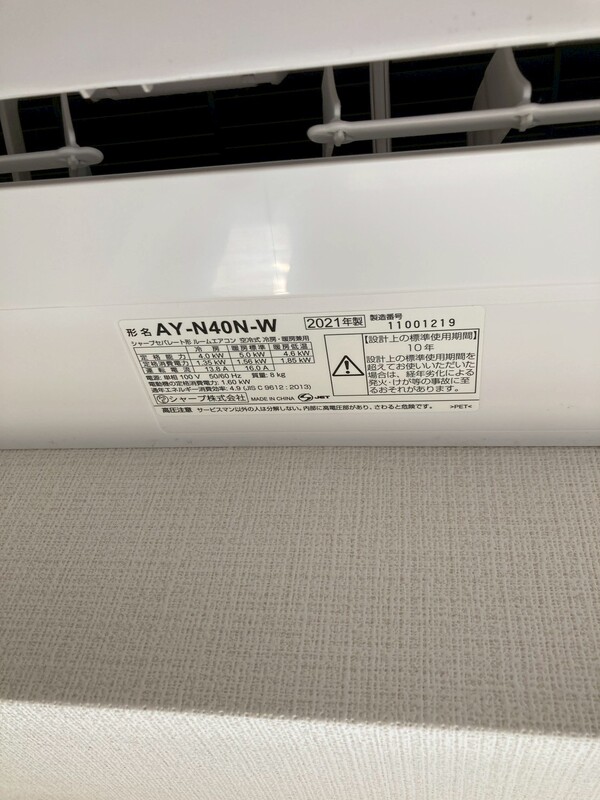 形名 AY-N40N-W 2021年製 製造番号 11001219
シャープセパレート形 ルームエアコン 空冷式 冷房・暖房兼用
冷房 暖房標準 暖房低温
定格能力 4.0 kW 5.0 kW 4.6 kW
定格消費電力 1.35 kW 1.56 kW 1.85 kW
運転電流 13.8 A 16.0 A
電源: 単相 100 V 50/60 Hz 質量: 8 kg
電動機の定格消費電力: 1.60 kW
通年エネルギー消費効率: 4.9 (JIS C 9612 : 2013)
シャープ株式会社 MADE IN CHINA JET
【設計上の標準使用期間】
10年
設計上の標準使用期間を
超えてお使いいただいた
場合は、経年劣化による
発火・けが等の事故に至
るおそれがあります。
高圧注意 サービスマン以外の人は分解しない。内部に高電圧部があり、さわると危険です。 >PET<